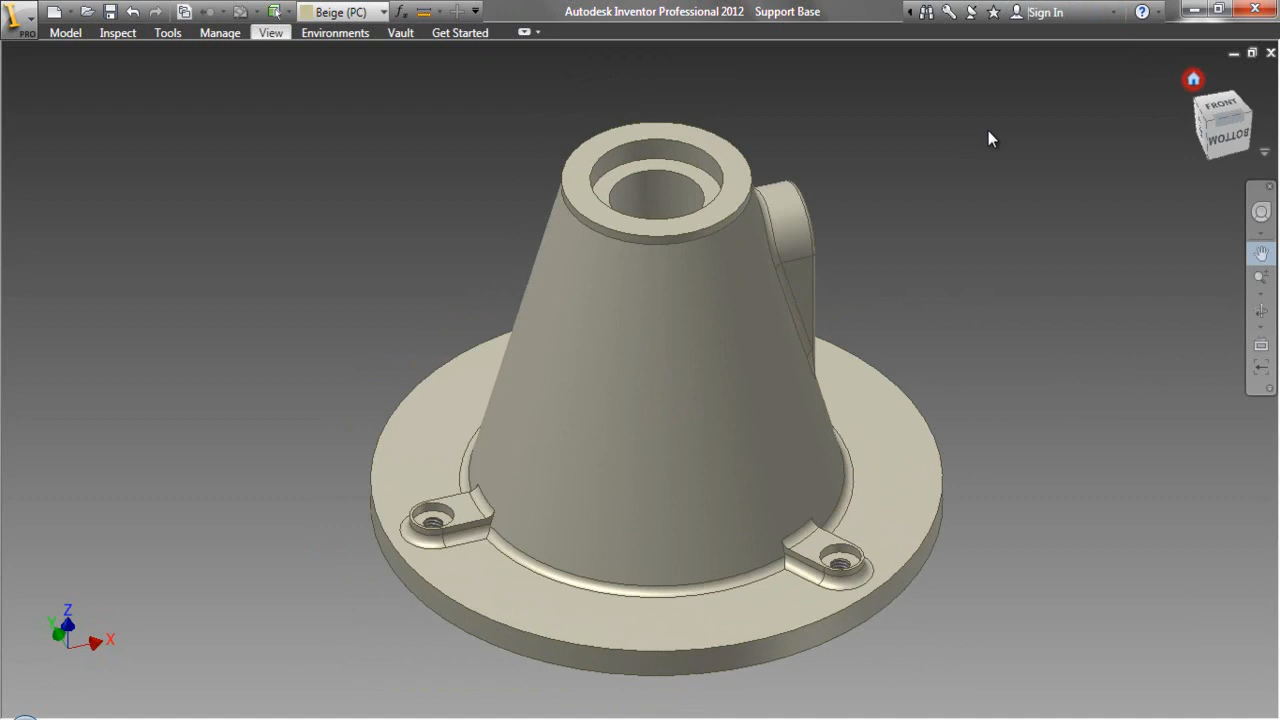 Beige (PC)
fx
Autodesk Inventor Professional 2012 Support Base
Sign In
PRO
Model Inspect Tools Manage View Environments Vault Get Started
FRONT
BOTTOM
Z
Y
X